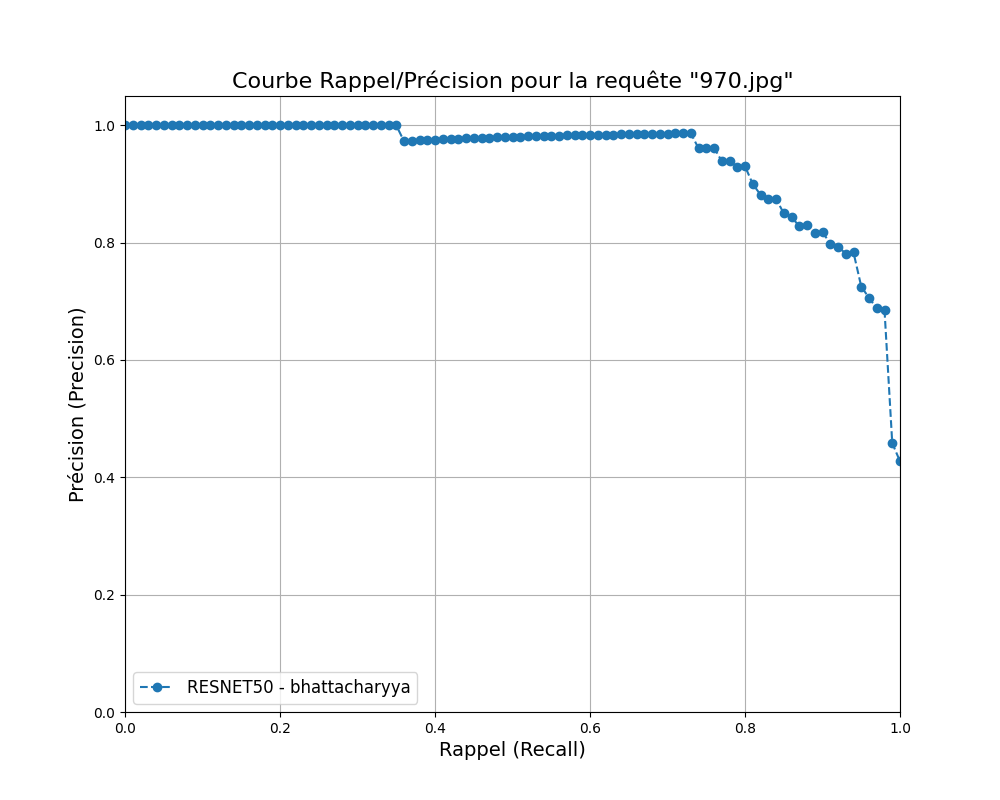 Courbe Rappel/Précision pour la requête "970.jpg"
Précision (Precision)
1.0
0.8
0.6
0.4
0.2
0.0
RESNET50 - bhattacharyya
0.0 0.2 0.4 0.6 0.8 1.0
Rappel (Recall)